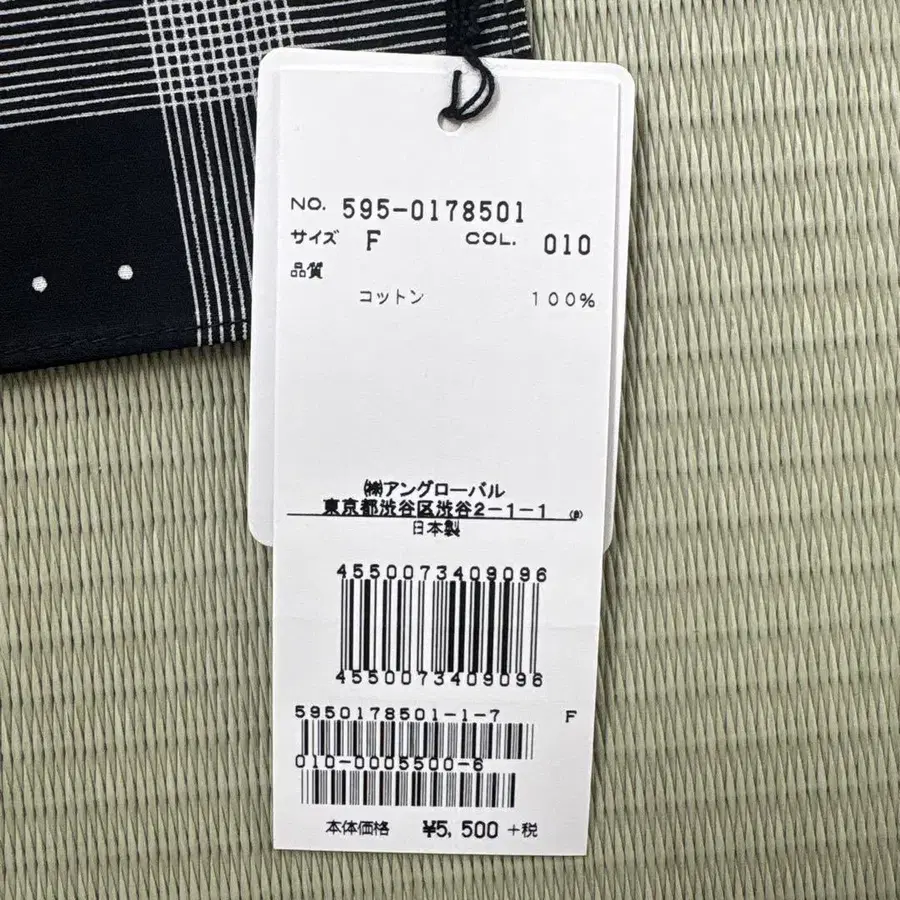 NO. 595-0178501
サイズ F COL. 010
品質
コットン 100%
㈱アングローバル
東京都渋谷区渋谷2-1-1
日本製
4550073409096
4550073409096
5950178501-1-7 F
010-0005500-6
本体価格 ¥5,500 +税